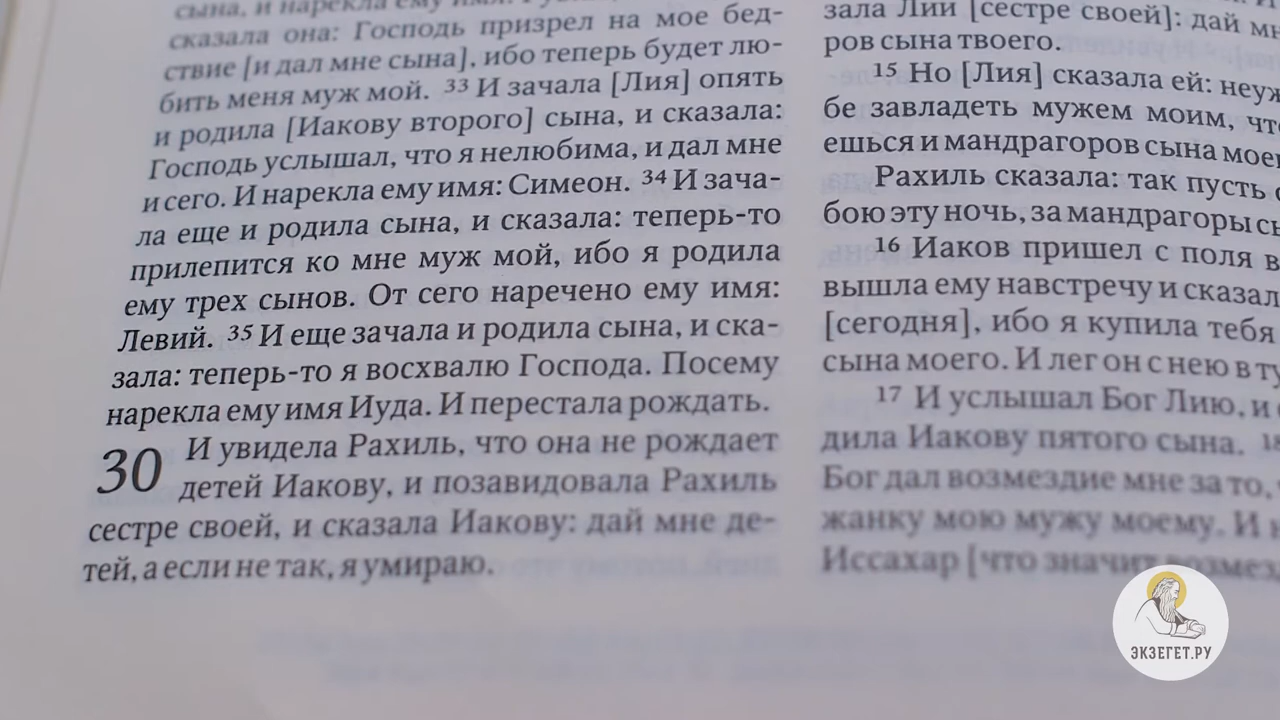 сына, и нарекла ему имя:
сказала она: Господь призрел на мое бед-
ствие [и дал мне сына], ибо теперь будет лю-
бить меня муж мой. 33 И зачала [Лия] опять
и родила [Иакову второго] сына, и сказала:
Господь услышал, что я нелюбима, и дал мне
и сего. И нарекла ему имя: Симеон. 34 И зача-
ла еще и родила сына, и сказала: теперь-то
прилепится ко мне муж мой, ибо я родила
ему трех сынов. От сего наречено ему имя:
Левий. 35 И еще зачала и родила сына, и ска-
зала: теперь-то я восхвалю Господа. Посему
нарекла ему имя Иуда. И перестала рождать.
30 И увидела Рахиль, что она не рождает
детей Иакову, и позавидовала Рахиль
сестре своей, и сказала Иакову: дай мне де-
тей, а если не так, я умираю.
зала Лии [сестре своей]: дай
ров сына твоего.
15 Но [Лия] сказала ей:
бе завладеть мужем моим,
ешься и мандрагоров сына
Рахиль сказала: так пусть
бою эту ночь, за мандрагоры
16 Иаков пришел с поля в
вышла ему навстречу и
[сегодня], ибо я купила тебя
сына моего. И лег он с нею в
17 И услышал Бог Лию, и
дила Иакову пятого сына. 18
Бог дал возмездие мне за то,
жанку мою мужу моему. И
Иссахар [что значит
ЭКЗЕГЕТ.РУ